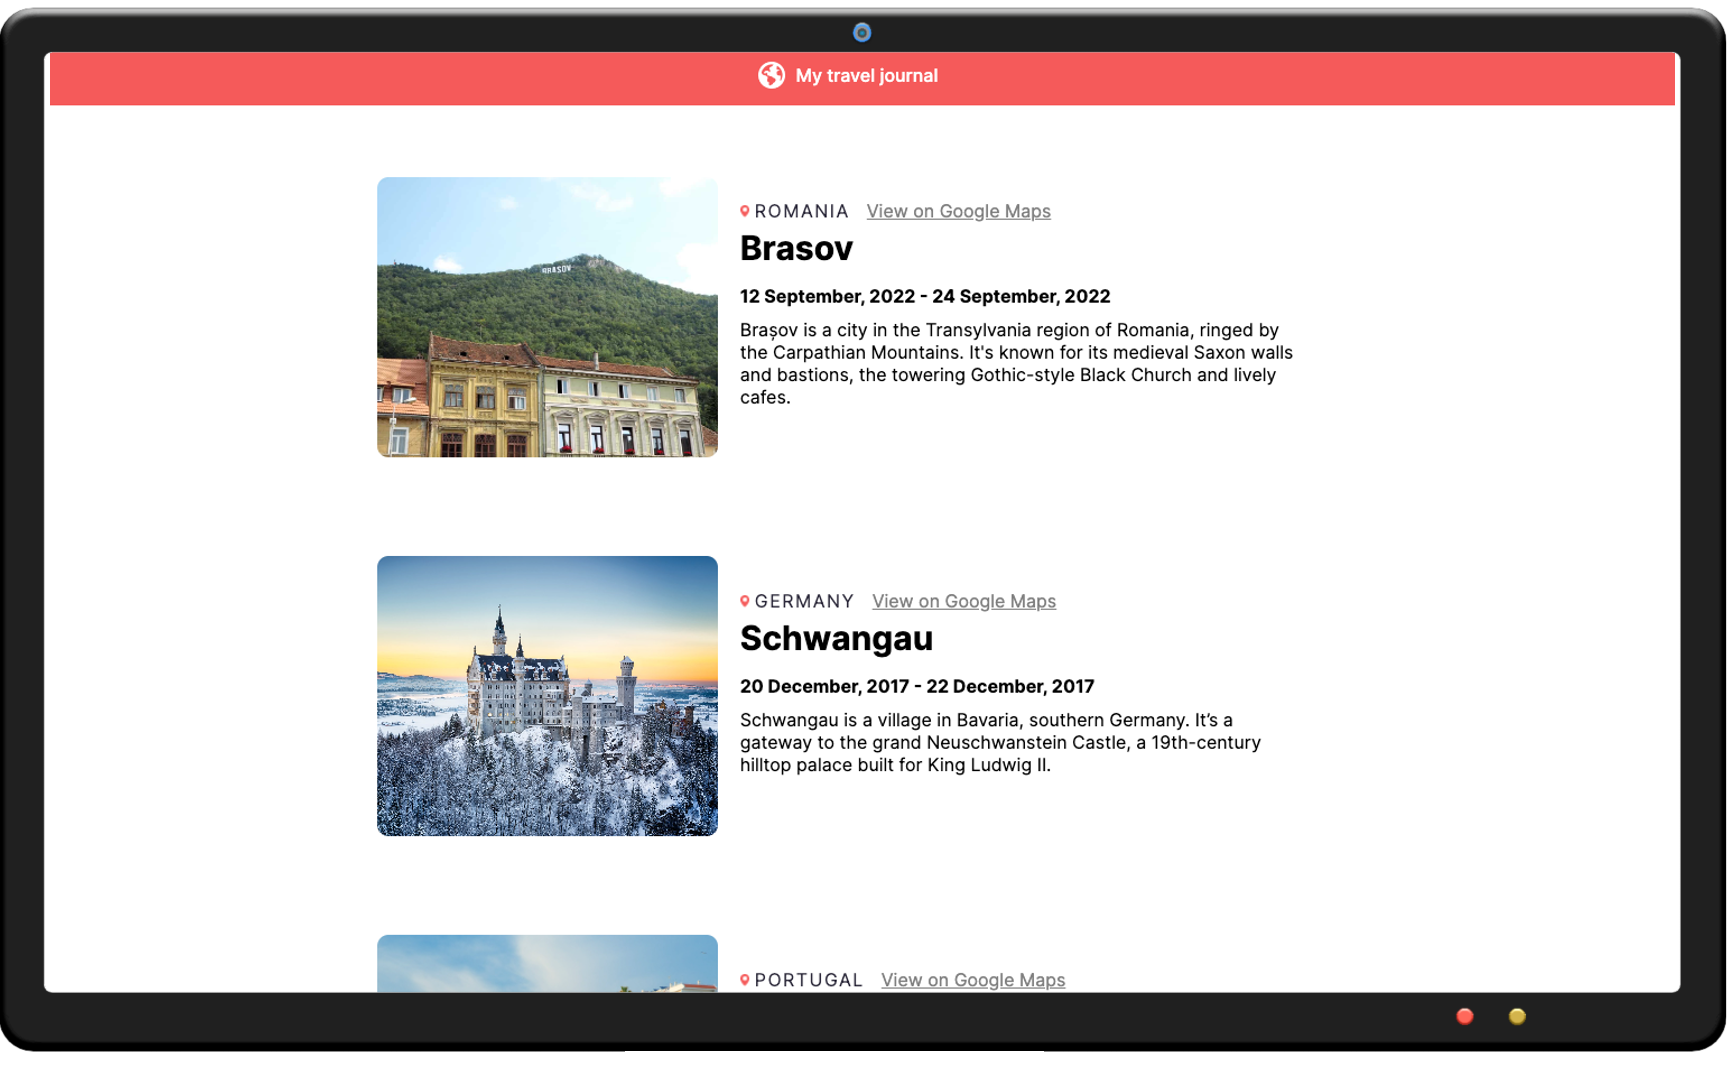 My travel journal
BRASOV
ROMANIA View on Google Maps
Brasov
12 September, 2022 - 24 September, 2022
Brașov is a city in the Transylvania region of Romania, ringed by
the Carpathian Mountains. It's known for its medieval Saxon walls
and bastions, the towering Gothic-style Black Church and lively
cafes.
GERMANY View on Google Maps
Schwangau
20 December, 2017 - 22 December, 2017
Schwangau is a village in Bavaria, southern Germany. It’s a
gateway to the grand Neuschwanstein Castle, a 19th-century
hilltop palace built for King Ludwig II.
PORTUGAL View on Google Maps